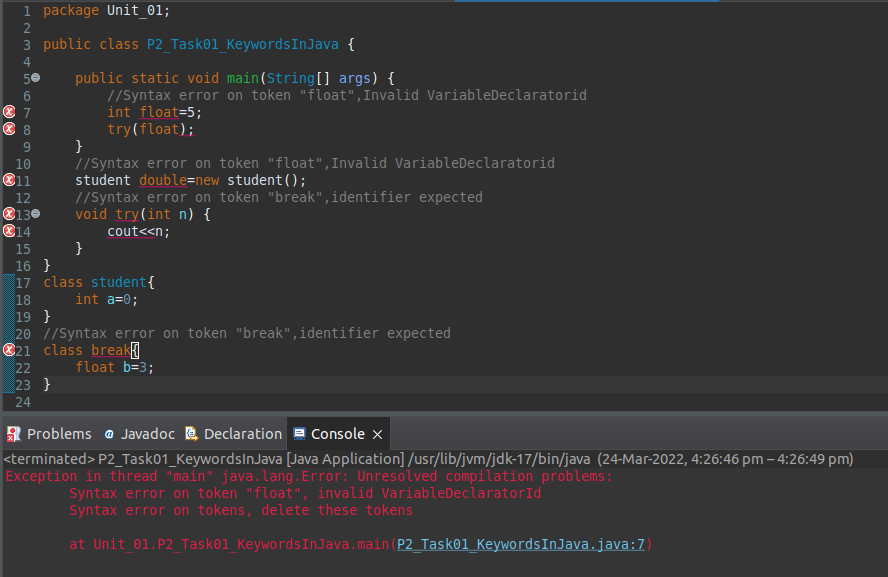 1 package Unit_01;
2
3 public class P2_Task01_KeywordsInJava {
4
5 public static void main(String[] args) {
6 //Syntax error on token "float",Invalid VariableDeclaratorid
7 int float=5;
8 try(float);
9 }
10 //Syntax error on token "float",Invalid VariableDeclaratorid
11 student double=new student();
12 //Syntax error on token "break",identifier expected
13 void try(int n) {
14 cout<<n;
15 }
16 }
17 class student{
18 int a=0;
19 }
20 //Syntax error on token "break",identifier expected
21 class break{
22 float b=3;
23 }
24
Problems @ Javadoc Declaration Console
<terminated> P2_Task01_KeywordsInJava [Java Application] /usr/lib/jvm/jdk-17/bin/java (24-Mar-2022, 4:26:46 pm – 4:26:49 pm)
Exception in thread "main" java.lang.Error: Unresolved compilation problems:
Syntax error on token "float", invalid VariableDeclaratorId
Syntax error on tokens, delete these tokens
at Unit_01.P2_Task01_KeywordsInJava.main(P2_Task01_KeywordsInJava.java:7)